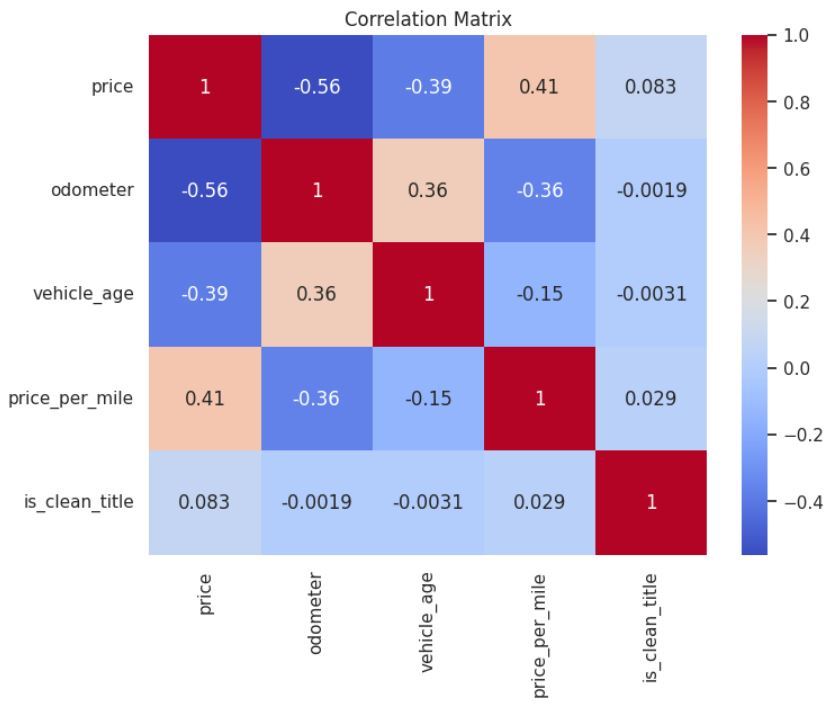 Correlation Matrix
price 1 -0.56 -0.39 0.41 0.083
odometer -0.56 1 0.36 -0.36 -0.0019
vehicle_age -0.39 0.36 1 -0.15 -0.0031
price_per_mile 0.41 -0.36 -0.15 1 0.029
is_clean_title 0.083 -0.0019 -0.0031 0.029 1
price odometer vehicle_age price_per_mile is_clean_title
1.0
0.8
0.6
0.4
0.2
0.0
−0.2
−0.4